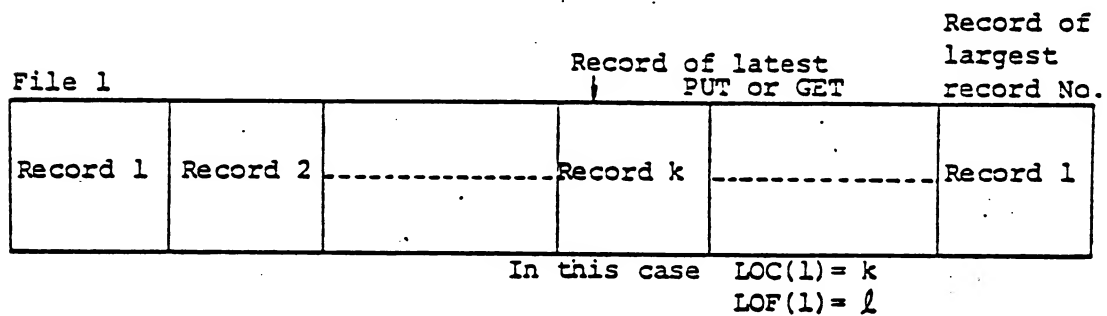 Record of
largest
record No.
Record of latest
PUT or GET
File 1
Record 1
Record 2
Record k
Record l
In this case LOC(1)= k
LOF(1)= ℓ